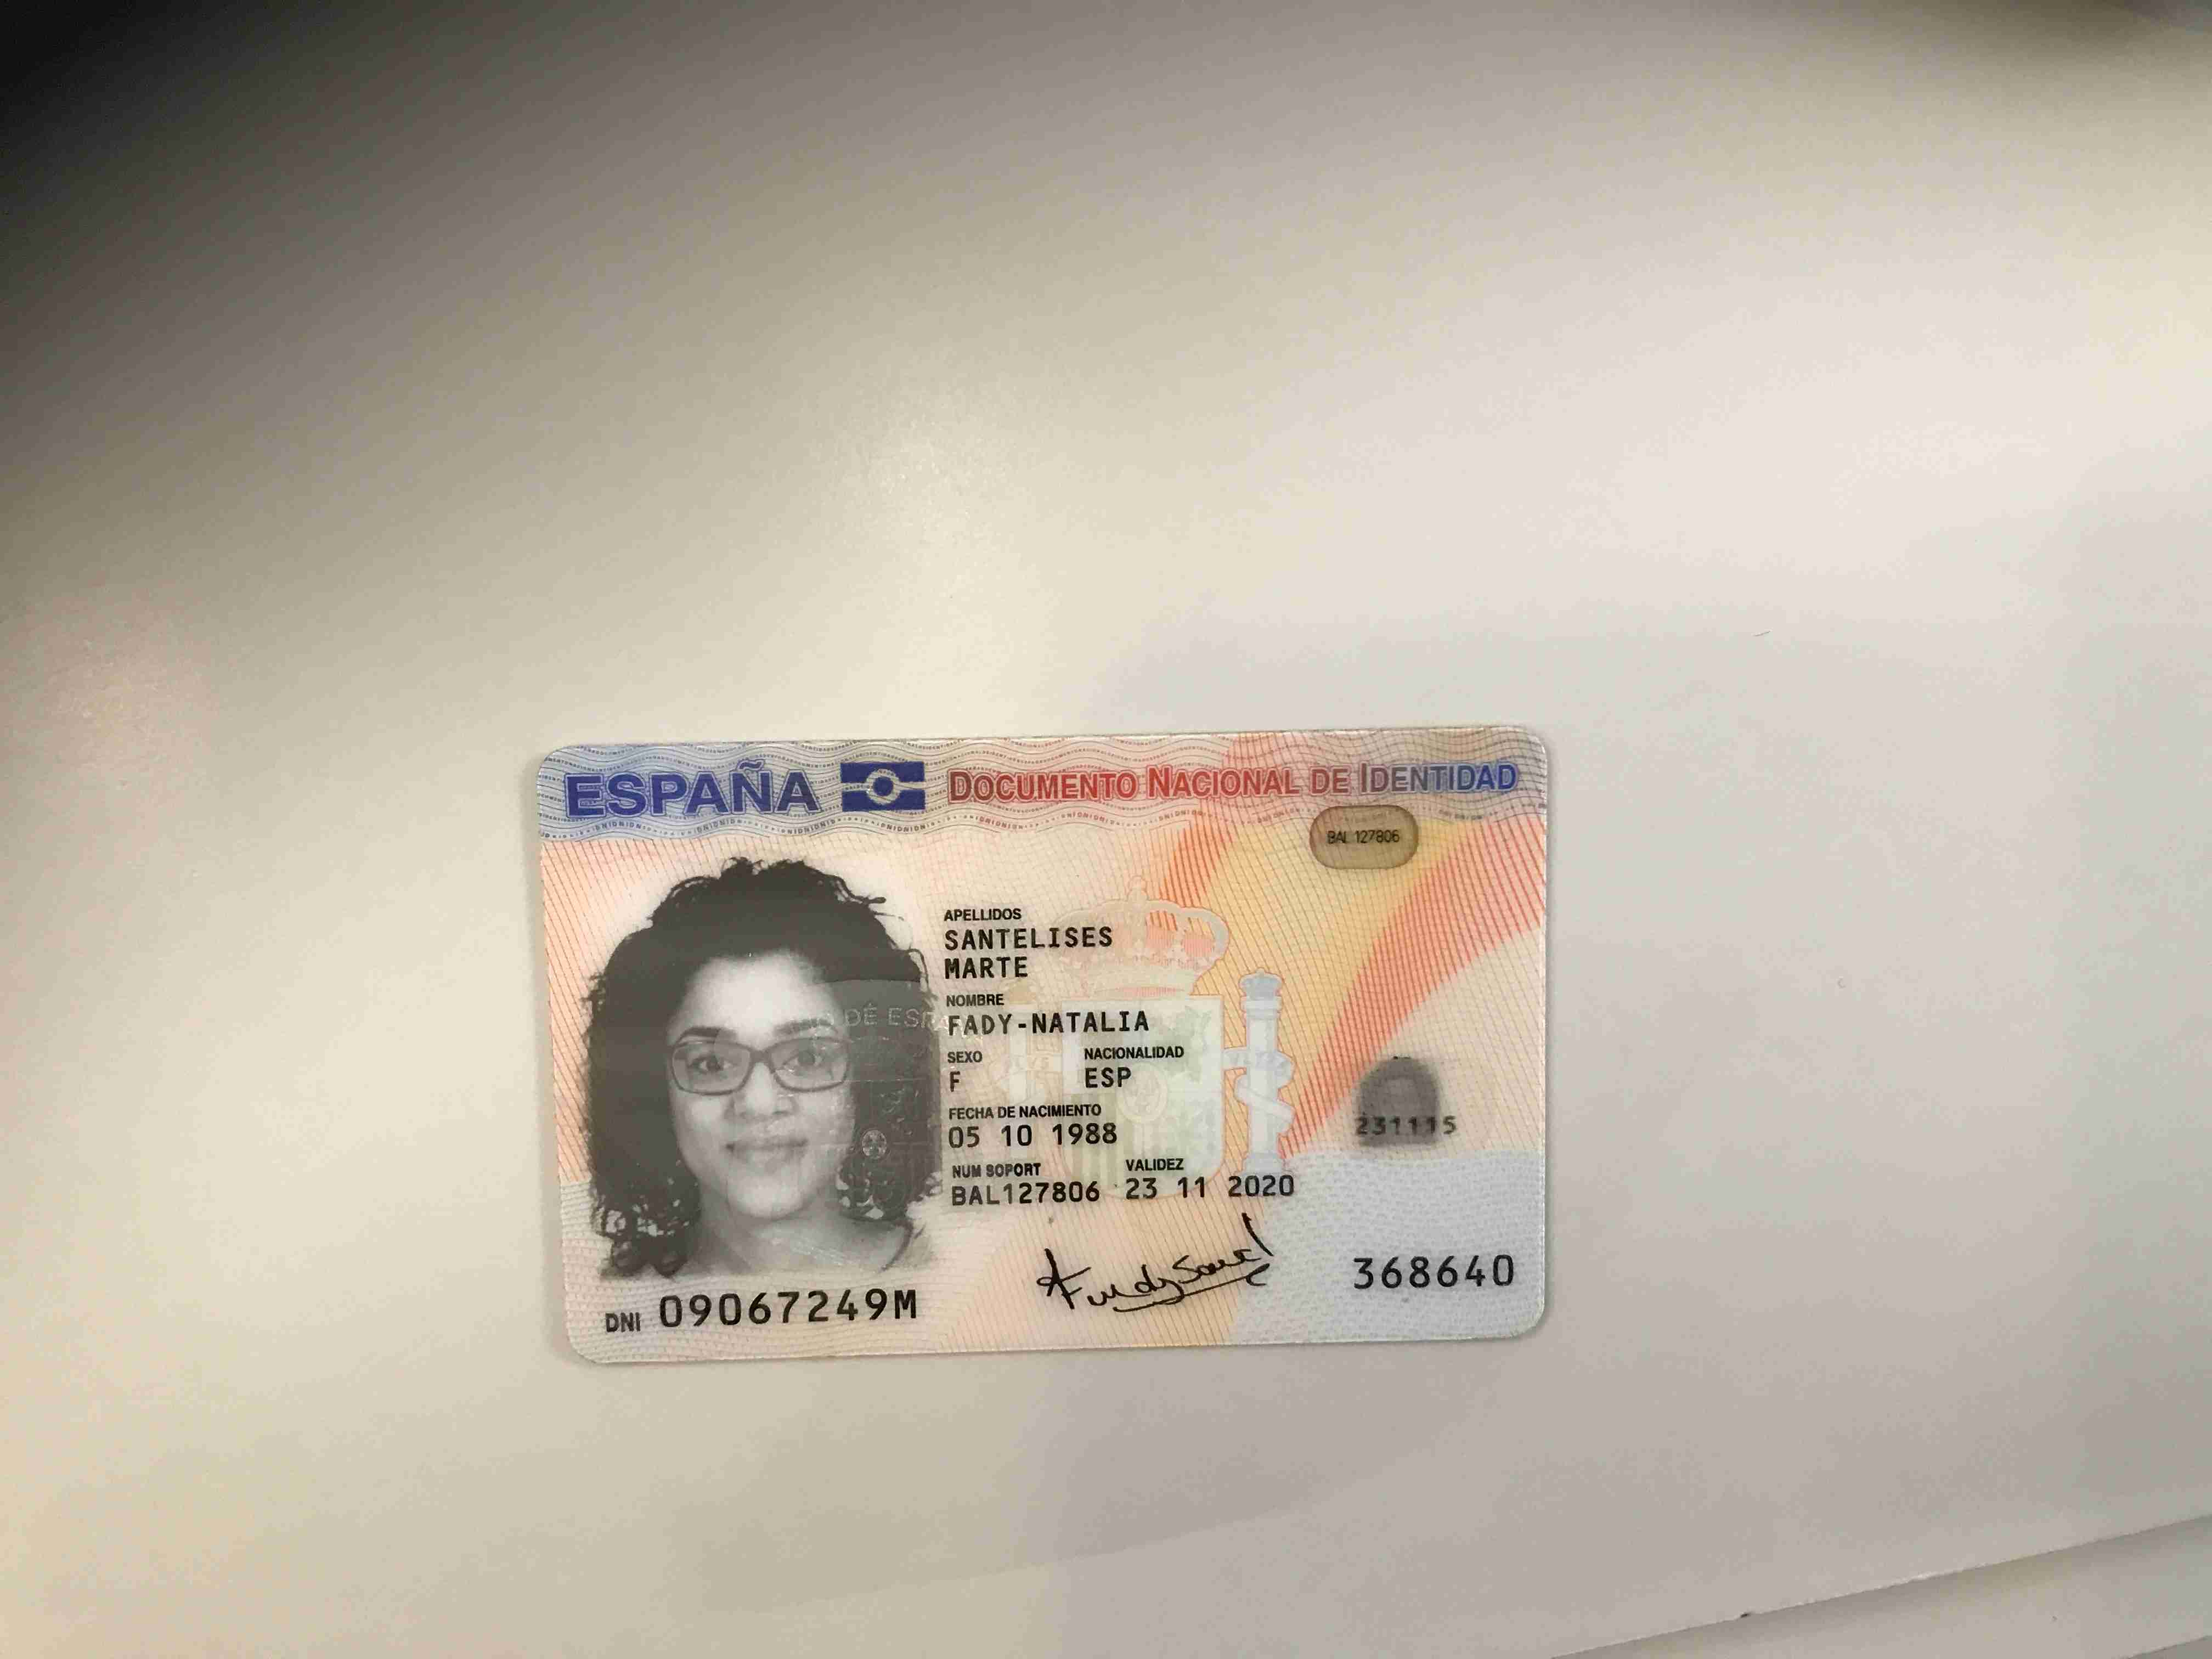 ESPAÑA DOCUMENTO NACIONAL DE IDENTIDAD
BAL 127806
APELLIDOS
SANTELISES
MARTE
NOMBRE
FADY-NATALIA
SEXO NACIONALIDAD
F ESP
FECHA DE NACIMIENTO
05 10 1988
231115
NUM SOPORT VALIDEZ
BAL127806 23 11 2020
368640
DNI 09067249M